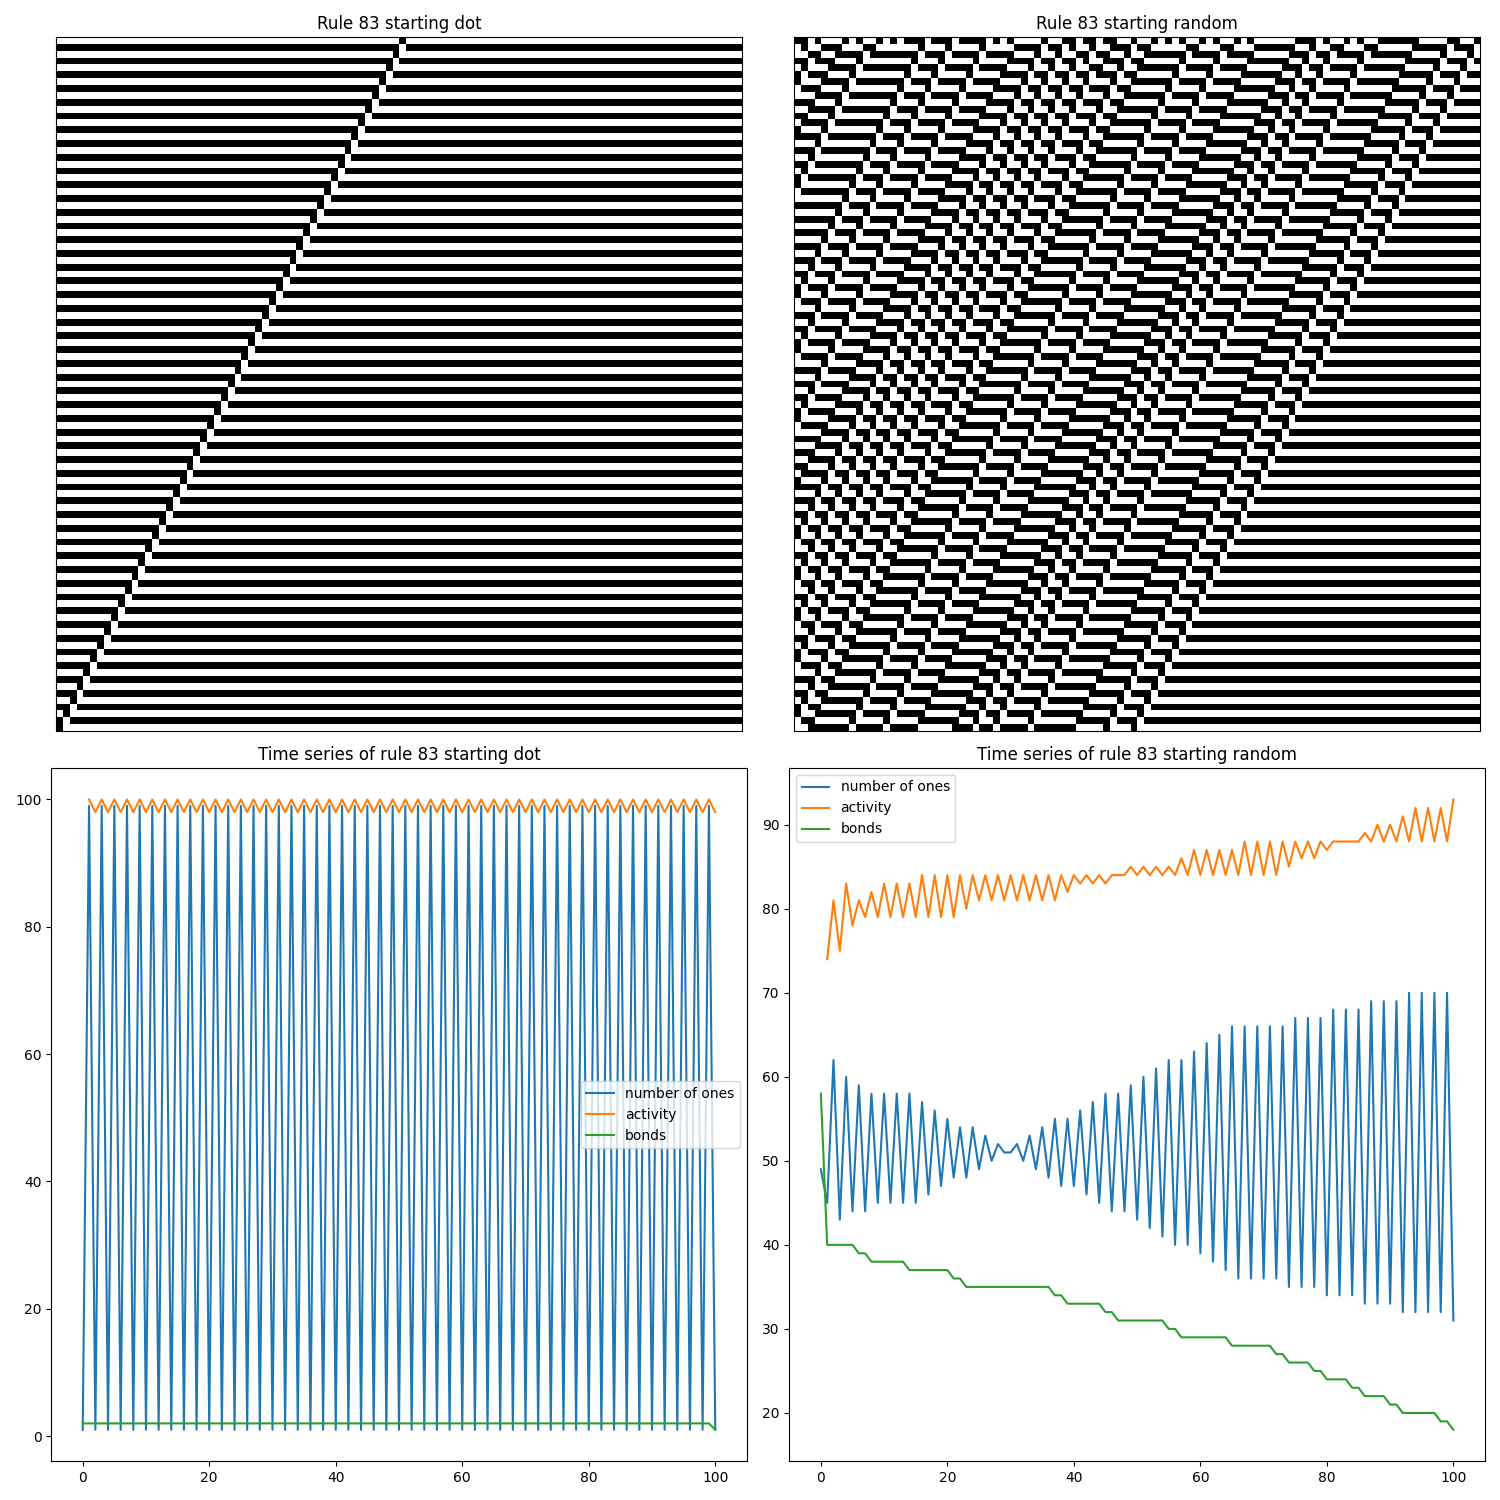 Rule 83 starting dot
Rule 83 starting random
Time series of rule 83 starting dot
100
80
60
40
20
0
number of ones
activity
bonds
0 20 40 60 80 100
Time series of rule 83 starting random
number of ones
activity
bonds
90
80
70
60
50
40
30
20
0 20 40 60 80 100